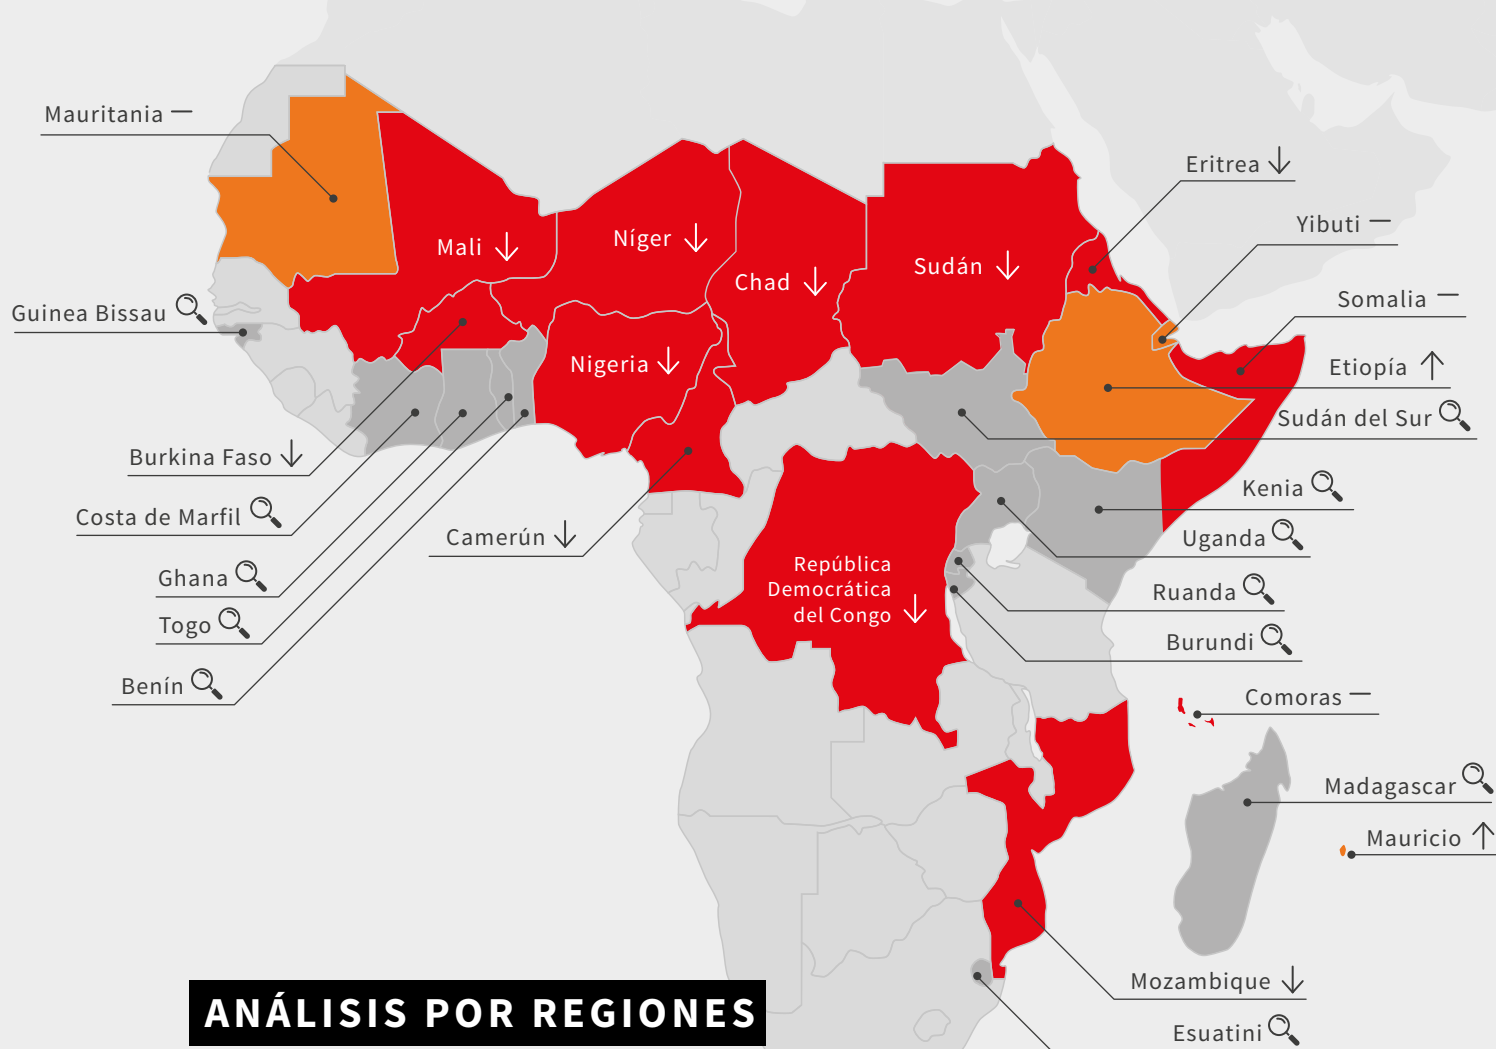 Mauritania
Eritrea
Yibuti
Mali
Níger
Chad
Sudán
Somalia
Guinea Bissau
Nigeria
Etiopía
Sudán del Sur
Burkina Faso
Kenia
Costa de Marfil
Camerún
Uganda
República
Democrática
del Congo
Ghana
Ruanda
Togo
Burundi
Benín
Comoras
Madagascar
Mauricio
Mozambique
ANÁLISIS POR REGIONES
Esuatini